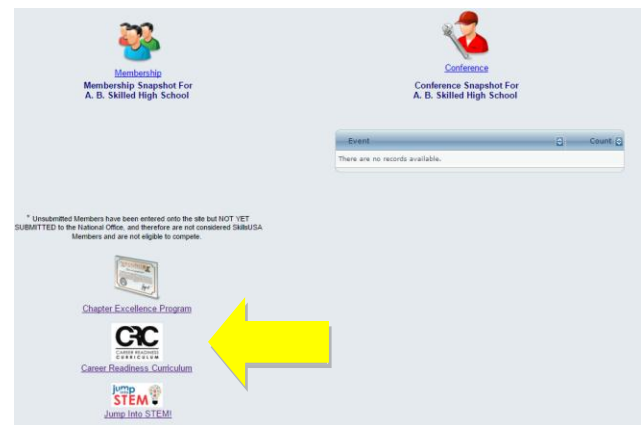 Membership
Membership Snapshot For
A. B. Skilled High School
Conference
Conference Snapshot For
A. B. Skilled High School
Event Count
There are no records available.
* Unsubmitted Members have been entered onto the site but NOT YET
SUBMITTED to the National Office, and therefore are not considered SkillsUSA
Members and are not eligible to compete.
Chapter Excellence Program
CRC
CAREER READINESS
CURRICULUM
Career Readiness Curriculum
jump
STEM
Jump Into STEM!